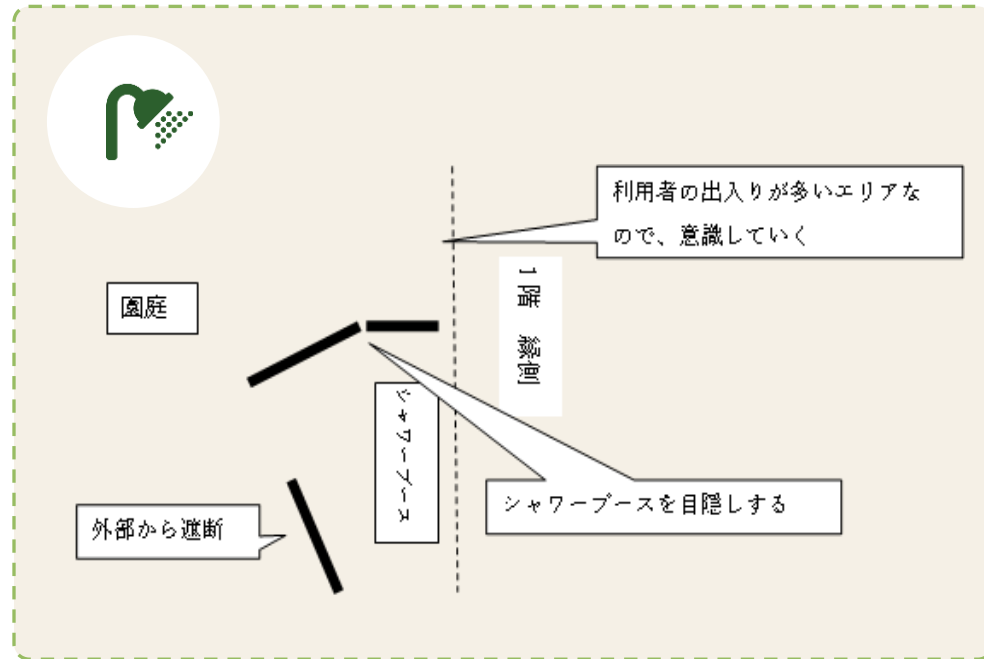 利用者の出入りが多いエリアな
ので、意識していく
園庭
1階 縁側
シャワーブース
シャワーブースを目隠しする
外部から遮断